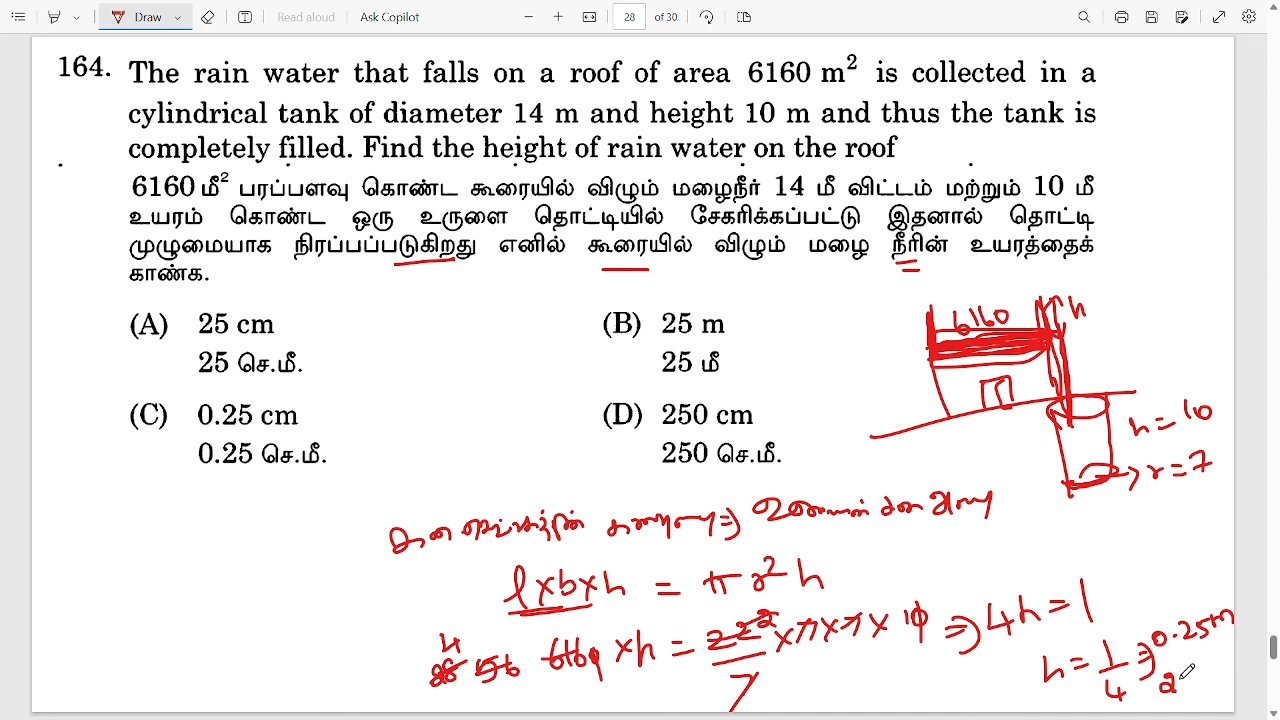 Draw
Read aloud
Ask Copilot
28
of 30
164. The rain water that falls on a roof of area 6160 m² is collected in a
cylindrical tank of diameter 14 m and height 10 m and thus the tank is
completely filled. Find the height of rain water on the roof
6160 மீ² பரப்பளவு கொண்ட கூரையில் விழும் மழைநீர் 14 மீ விட்டம் மற்றும் 10 மீ
உயரம் கொண்ட ஒரு உருளை தொட்டியில் சேகரிக்கப்பட்டு இதனால் தொட்டி
முழுமையாக நிரப்பப்படுகிறது எனில் கூரையில் விழும் மழை நீரின் உயரத்தைக்
காண்க.
(A) 25 cm
25 செ.மீ.
(B) 25 m
25 மீ
(C) 0.25 cm
0.25 செ.மீ.
(D) 250 cm
250 செ.மீ.
6160
h
h = 10
r = 7
l x b x h = π r² h
4
x h = 22/7 x 7 x 7 x 10 ⇒ 4h = 1
h = 1/4 ⇒ 0.25m
2